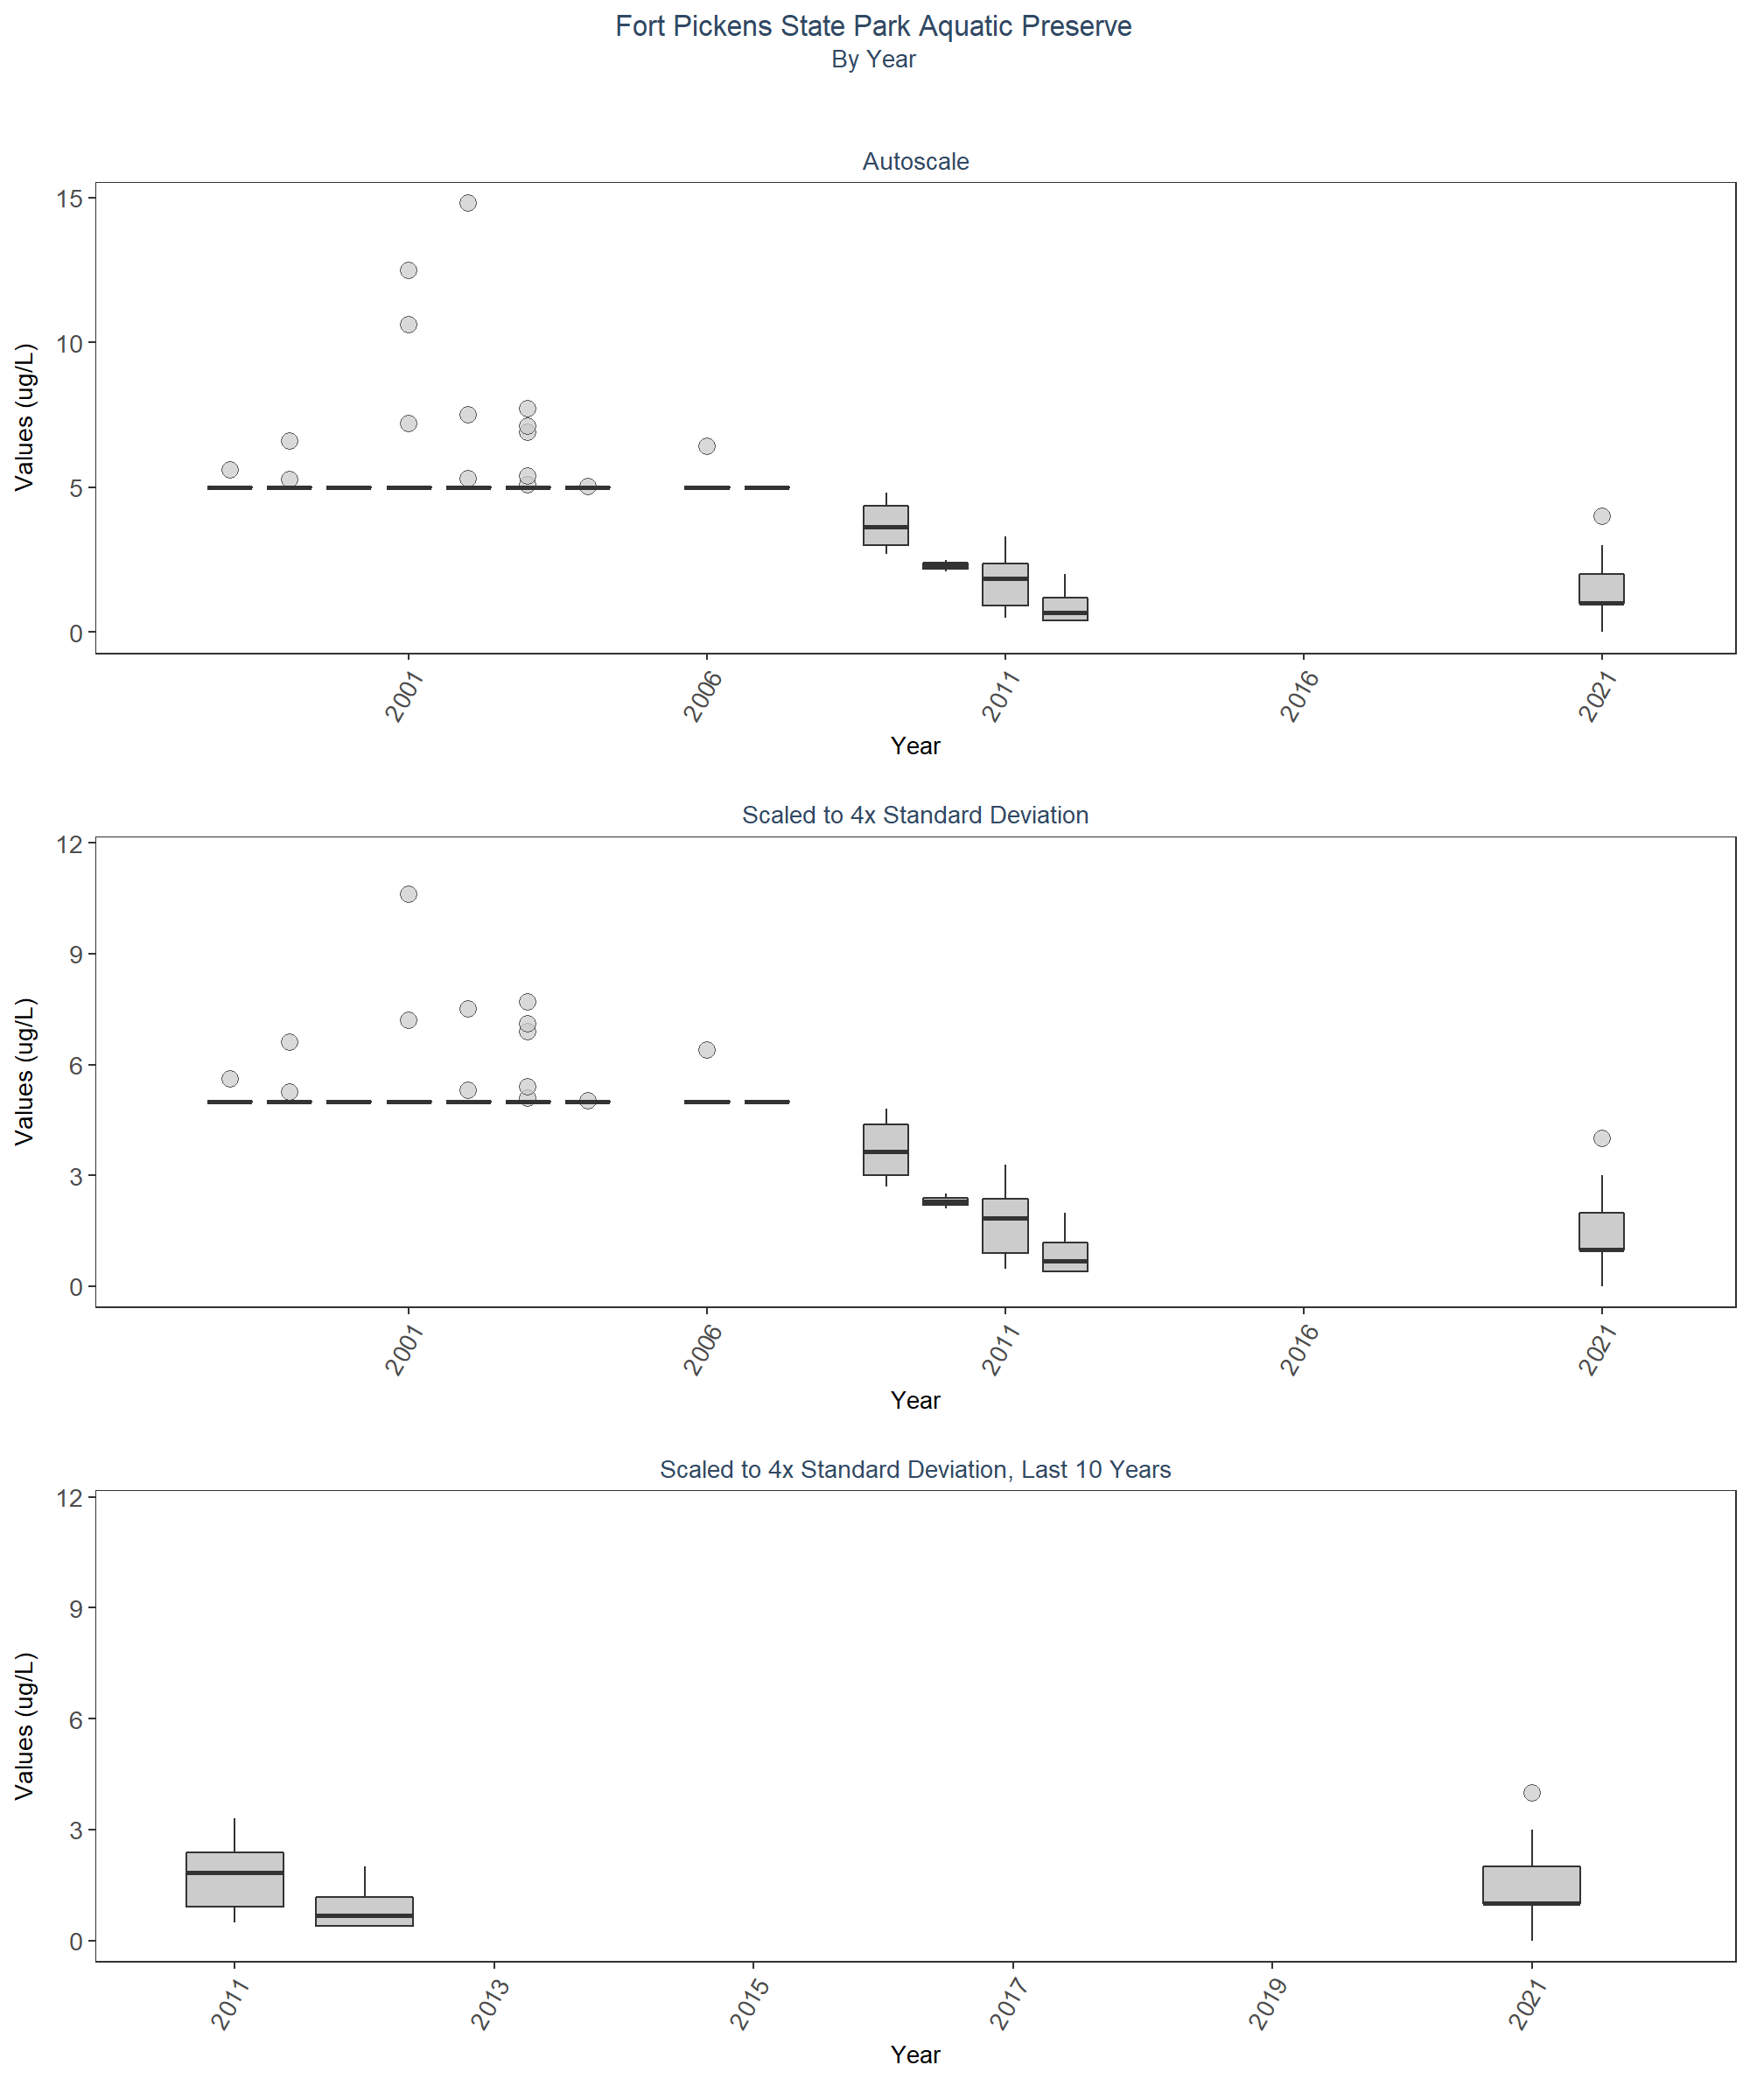 Fort Pickens State Park Aquatic Preserve
By Year
Autoscale
Values (ug/L)
15
10
5
0
2001
2006
2011
2016
2021
Year
Scaled to 4x Standard Deviation
Values (ug/L)
12
9
6
3
0
2001
2006
2011
2016
2021
Year
Scaled to 4x Standard Deviation, Last 10 Years
Values (ug/L)
12
9
6
3
0
2011
2013
2015
2017
2019
2021
Year